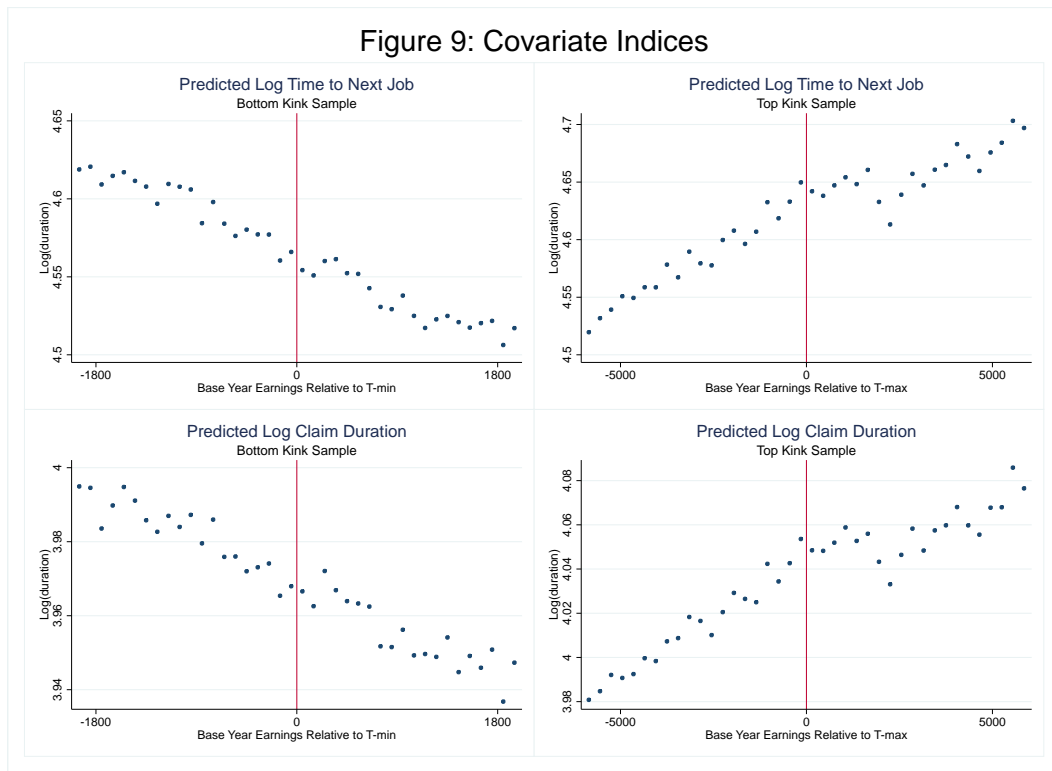 Figure 9: Covariate Indices
Predicted Log Time to Next Job
Bottom Kink Sample
Log(duration)
4.65
4.6
4.55
4.5
-1800 0 1800
Base Year Earnings Relative to T-min
Predicted Log Time to Next Job
Top Kink Sample
Log(duration)
4.7
4.65
4.6
4.55
4.5
-5000 0 5000
Base Year Earnings Relative to T-max
Predicted Log Claim Duration
Bottom Kink Sample
Log(duration)
4
3.98
3.96
3.94
-1800 0 1800
Base Year Earnings Relative to T-min
Predicted Log Claim Duration
Top Kink Sample
Log(duration)
4.08
4.06
4.04
4.02
4
3.98
-5000 0 5000
Base Year Earnings Relative to T-max